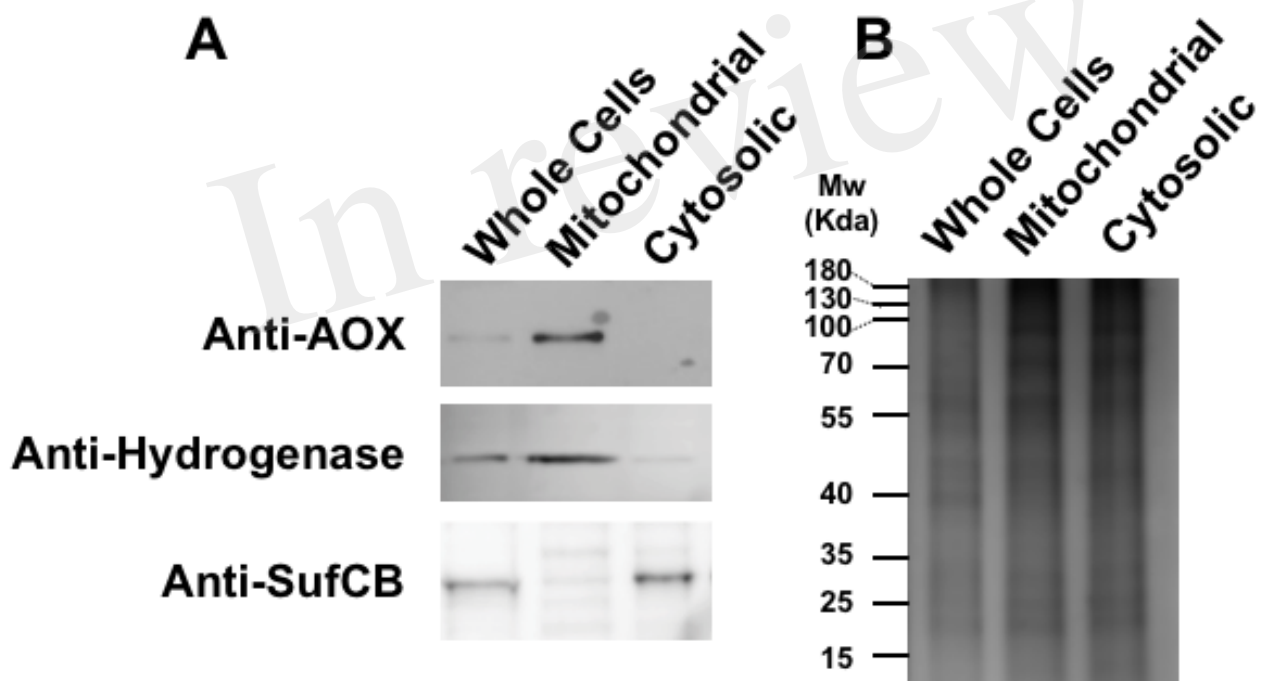 A
B
In review
Whole Cells
Mitochondrial
Cytosolic
Anti-AOX
Anti-Hydrogenase
Anti-SufCB
Mw
(Kda)
Whole Cells
Mitochondrial
Cytosolic
180
130
100
70
55
40
35
25
15